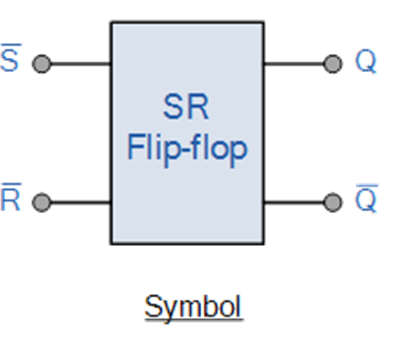 S̅ Q
SR
Flip-flop
R̅ Q̅
Symbol